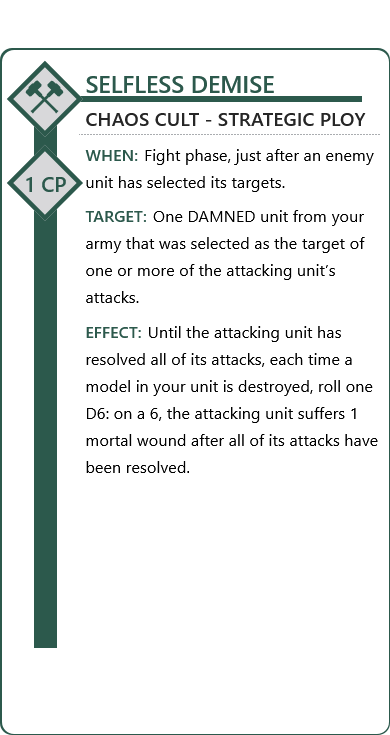 SELFLESS DEMISE
CHAOS CULT - STRATEGIC PLOY
1 CP
WHEN: Fight phase, just after an enemy
unit has selected its targets.
TARGET: One DAMNED unit from your
army that was selected as the target of
one or more of the attacking unit's
attacks.
EFFECT: Until the attacking unit has
resolved all of its attacks, each time a
model in your unit is destroyed, roll one
D6: on a 6, the attacking unit suffers 1
mortal wound after all of its attacks have
been resolved.